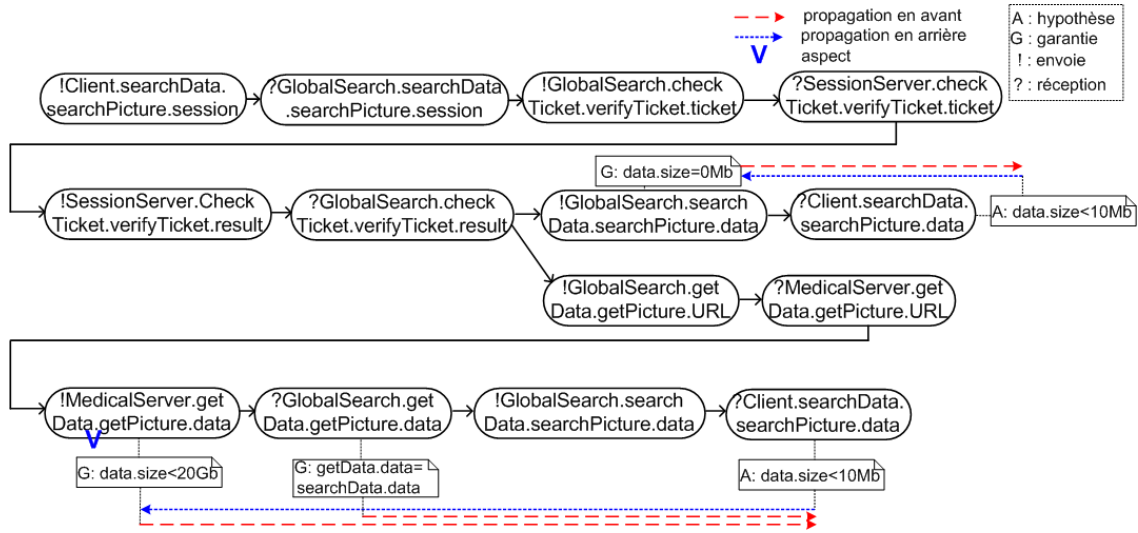 propagation en avant
propagation en arrière
V
aspect
A : hypothèse
G : garantie
! : envoie
? : réception
!Client.searchData.
searchPicture.session
?GlobalSearch.searchData
.searchPicture.session
!GlobalSearch.check
Ticket.verifyTicket.ticket
?SessionServer.check
Ticket.verifyTicket.ticket
G: data.size=0Mb
!SessionServer.Check
Ticket.verifyTicket.result
?GlobalSearch.check
Ticket.verifyTicket.result
!GlobalSearch.search
Data.searchPicture.data
?Client.searchData.
searchPicture.data
A: data.size<10Mb
!GlobalSearch.get
Data.getPicture.URL
?MedicalServer.get
Data.getPicture.URL
!MedicalServer.get
Data.getPicture.data
V
?GlobalSearch.get
Data.getPicture.data
!GlobalSearch.search
Data.searchPicture.data
?Client.searchData.
searchPicture.data
G: data.size<20Gb
G: getData.data=
searchData.data
A: data.size<10Mb